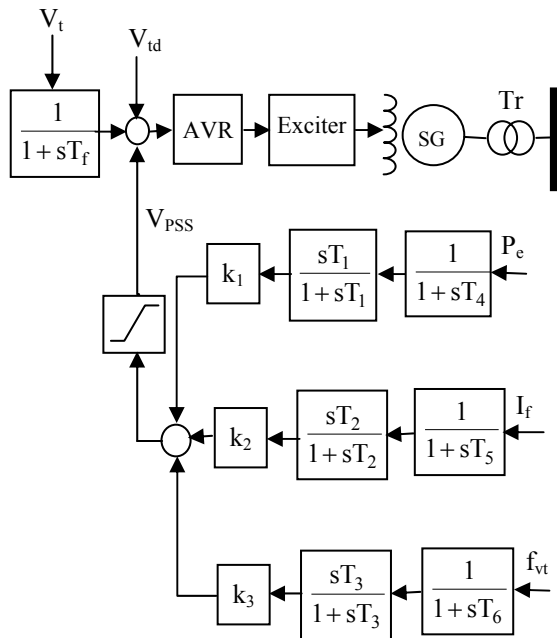 V_t
V_td
1
1 + sT_f
AVR
Exciter
SG
Tr
V_PSS
k_1
sT_1
1 + sT_1
1
1 + sT_4
P_e
k_2
sT_2
1 + sT_2
1
1 + sT_5
I_f
k_3
sT_3
1 + sT_3
1
1 + sT_6
f_vt